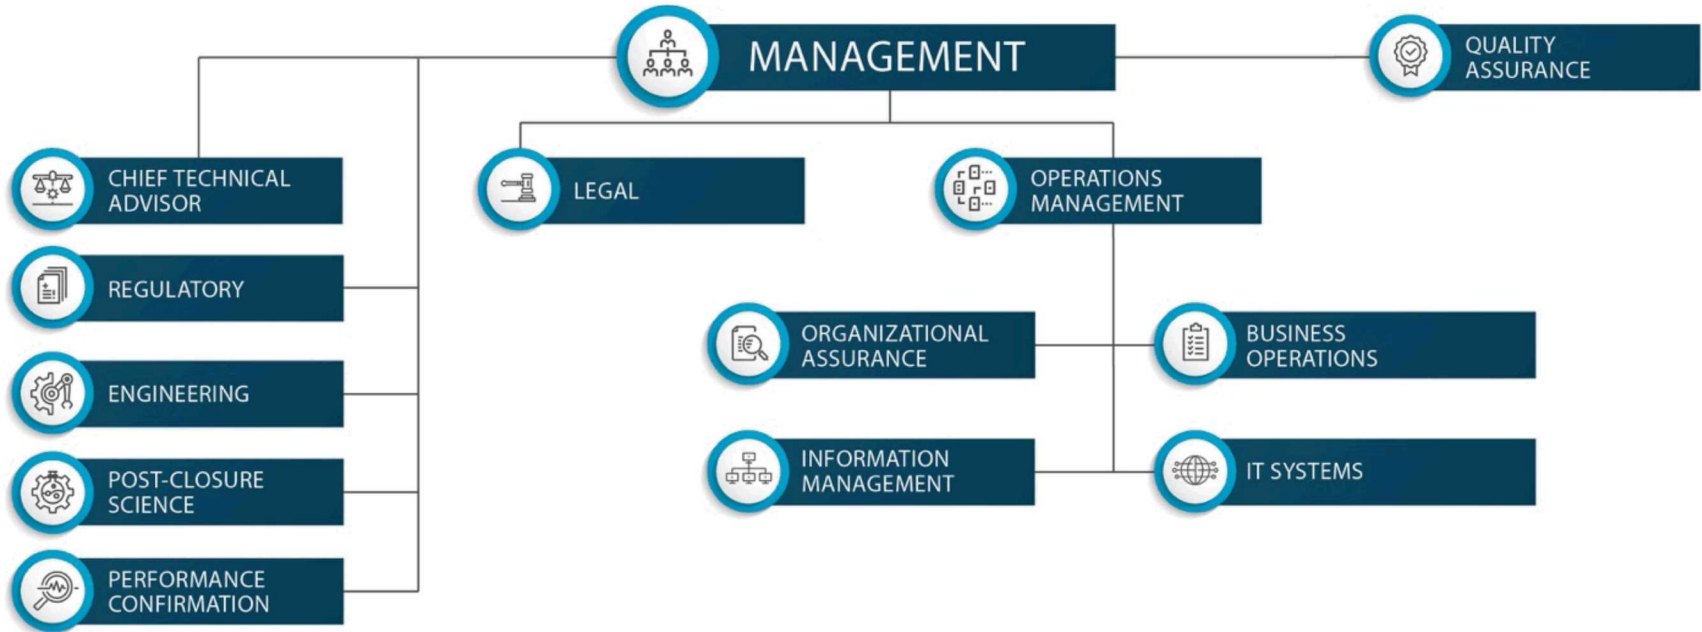 MANAGEMENT
QUALITY
ASSURANCE
CHIEF TECHNICAL
ADVISOR
LEGAL
OPERATIONS
MANAGEMENT
REGULATORY
ORGANIZATIONAL
ASSURANCE
BUSINESS
OPERATIONS
ENGINEERING
INFORMATION
MANAGEMENT
IT SYSTEMS
POST-CLOSURE
SCIENCE
PERFORMANCE
CONFIRMATION